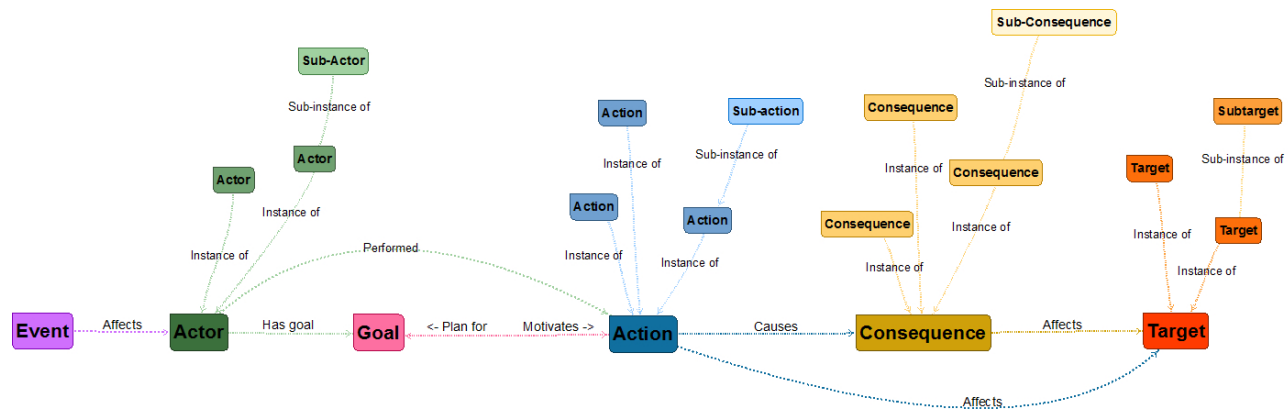 Sub-Consequence
Sub-Actor
Sub-instance of
Sub-instance of
Action
Sub-action
Consequence
Subtarget
Actor
Actor
Instance of
Sub-instance of
Instance of
Consequence
Target
Sub-instance of
Instance of
Action
Action
Consequence
Instance of
Target
Instance of
Performed
Instance of
Instance of
Instance of
Instance of
Instance of
Event
Affects
Actor
Has goal
Goal
<- Plan for
Motivates ->
Action
Causes
Consequence
Affects
Target
Affects